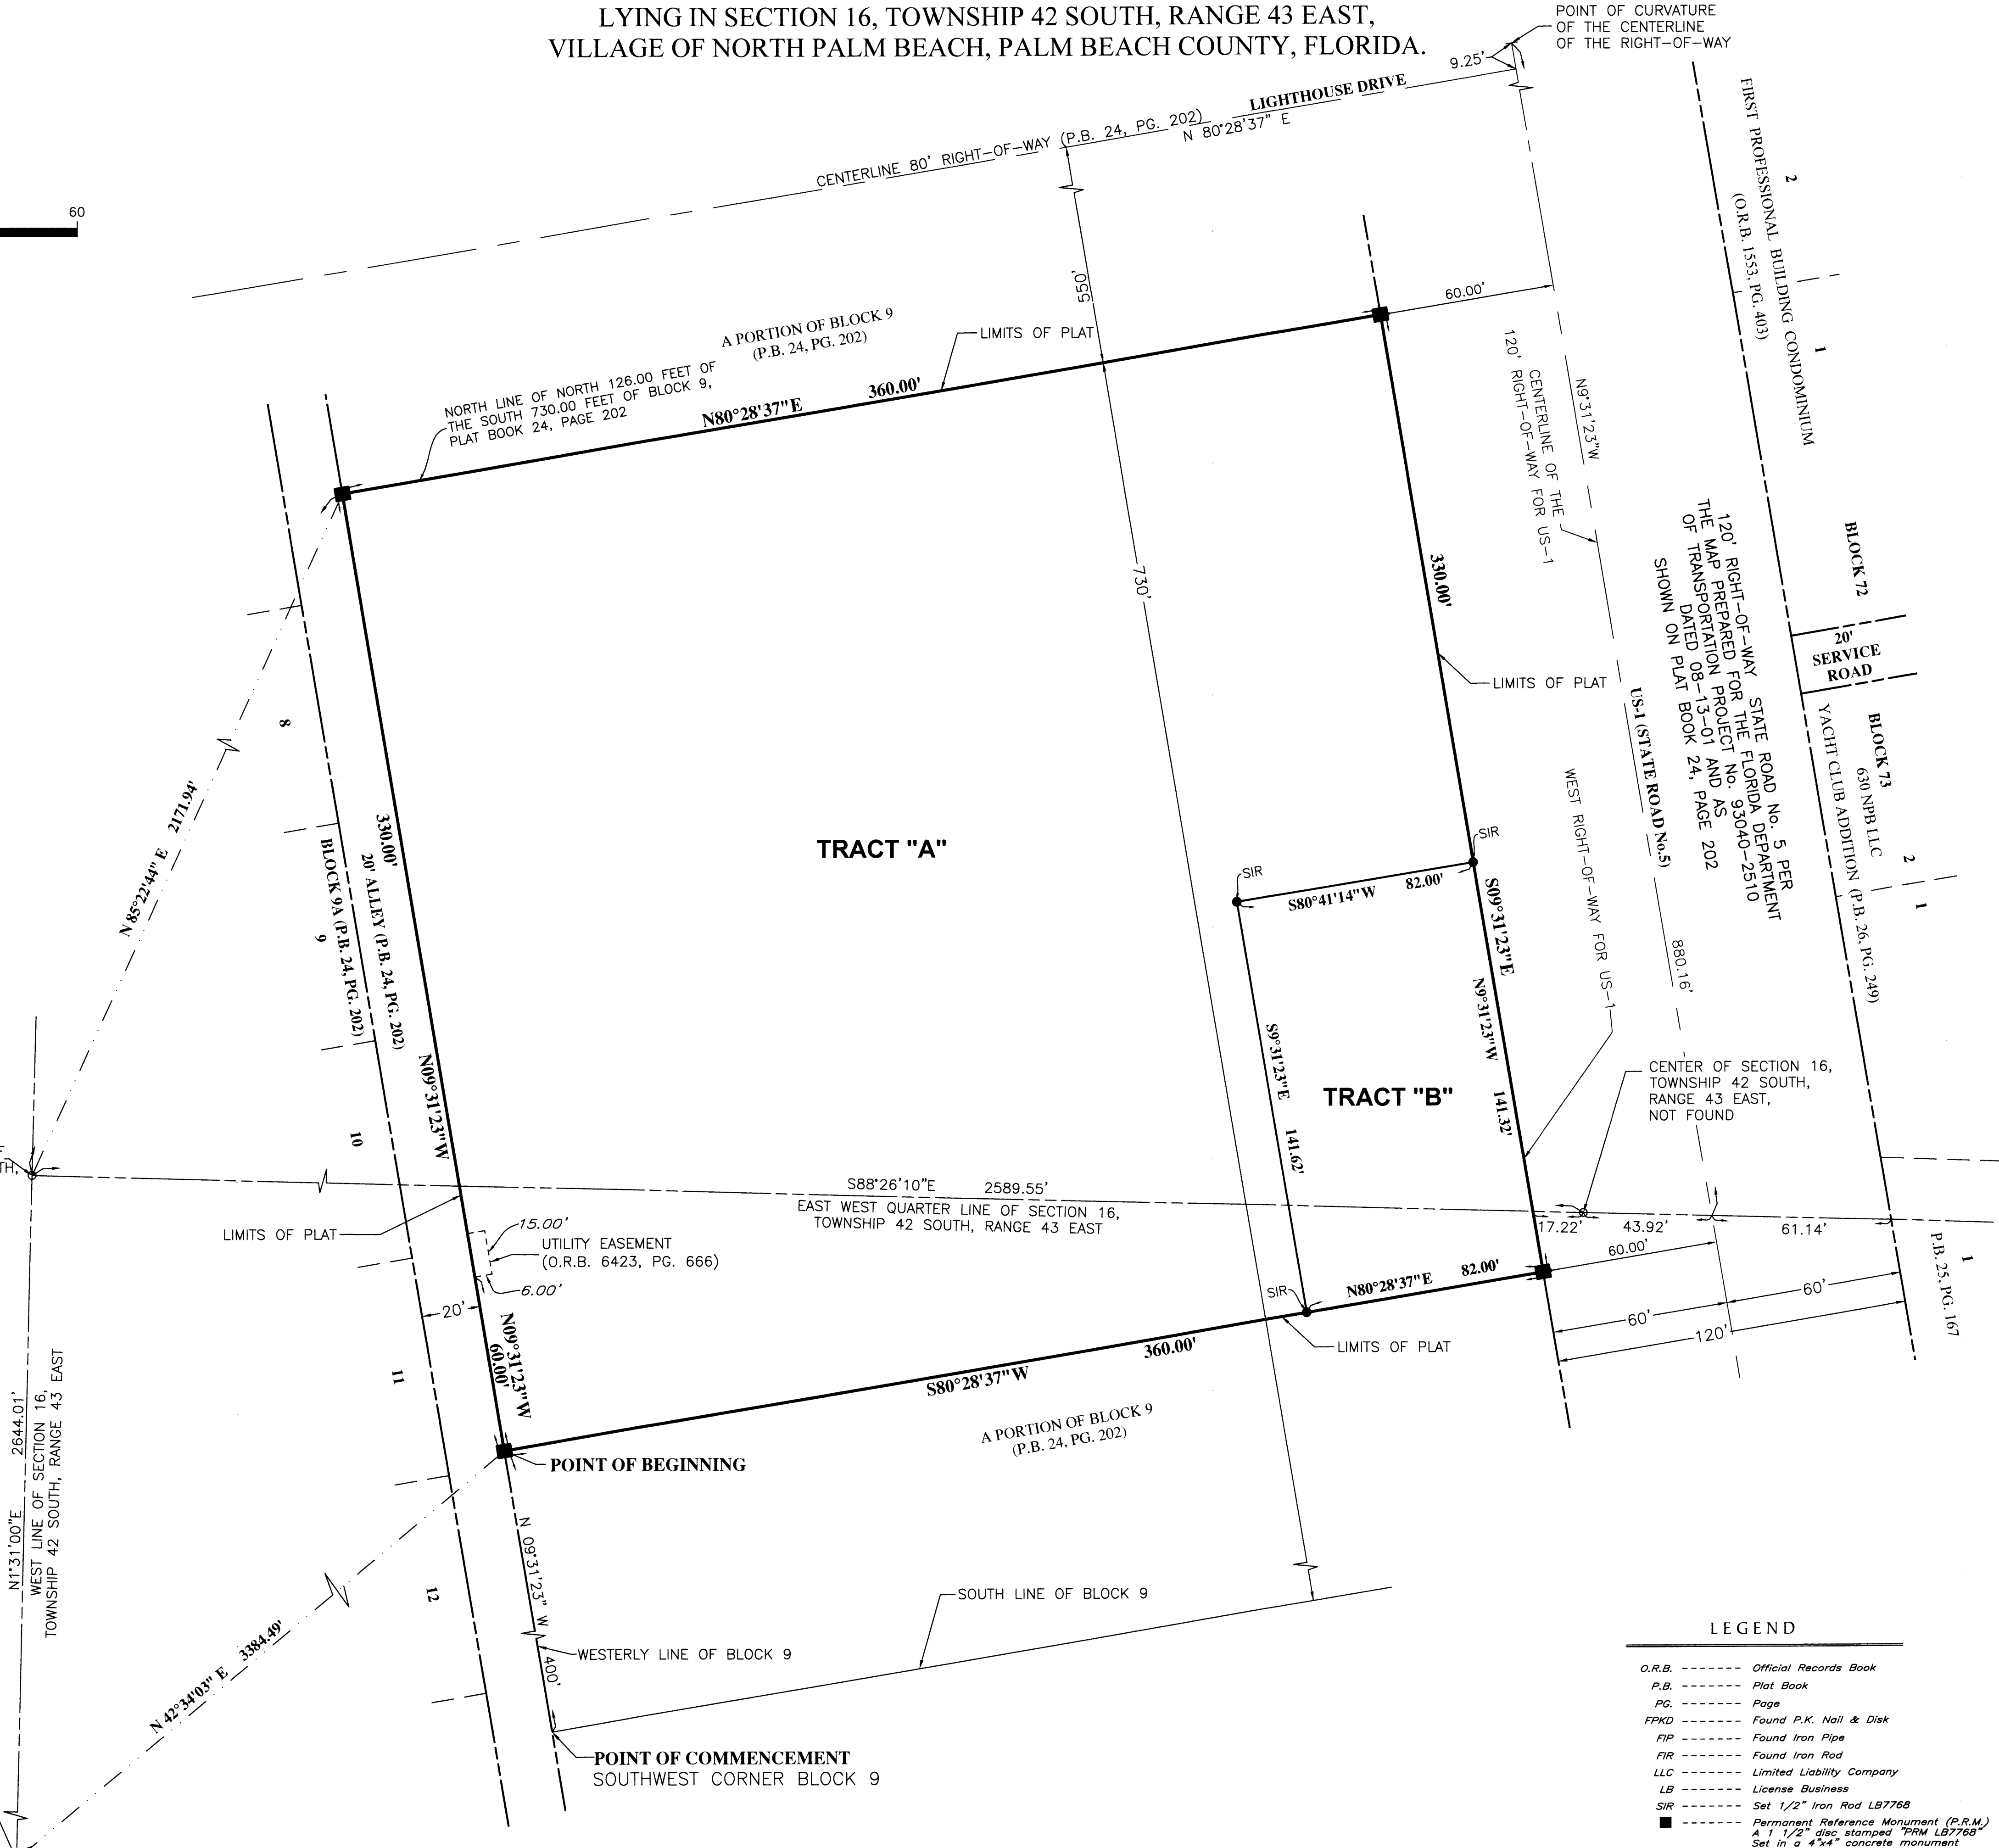 LYING IN SECTION 16, TOWNSHIP 42 SOUTH, RANGE 43 EAST,
VILLAGE OF NORTH PALM BEACH, PALM BEACH COUNTY, FLORIDA.
POINT OF CURVATURE
OF THE CENTERLINE
OF THE RIGHT-OF-WAY
9.25'
LIGHTHOUSE DRIVE
CENTERLINE 80' RIGHT-OF-WAY (P.B. 24, PG. 202)
N 80°28'37" E
60
FIRST PROFESSIONAL BUILDING CONDOMINIUM
(O.R.B. 1553, PG. 403)
2
1
550'
60.00'
A PORTION OF BLOCK 9
(P.B. 24, PG. 202)
LIMITS OF PLAT
NORTH LINE OF NORTH 126.00 FEET OF
THE SOUTH 730.00 FEET OF BLOCK 9,
PLAT BOOK 24, PAGE 202
N80°28'37"E
360.00'
CENTERLINE OF THE
120' RIGHT-OF-WAY FOR US-1
N9°31'23"W
730'
330.00'
LIMITS OF PLAT
120' RIGHT-OF-WAY STATE ROAD No. 5 PER
THE MAP PREPARED FOR THE FLORIDA DEPARTMENT
OF TRANSPORTATION PROJECT No. 93040-2510
DATED 08-13-01 AND AS
SHOWN ON PLAT BOOK 24, PAGE 202
BLOCK 72
20'
SERVICE
ROAD
BLOCK 73
630 NPB LLC
YACHT CLUB ADDITION (P.B. 26, PG. 249)
2
1
US-1 (STATE ROAD No.5)
WEST RIGHT-OF-WAY FOR US-1
880.16'
8
N 85°22'44" E 2171.94'
330.00'
20' ALLEY (P.B. 24, PG. 202)
BLOCK 9A (P.B. 24, PG. 202)
9
TRACT "A"
SIR
SIR
S80°41'14"W
82.00'
S09°31'23"E
N9°31'23"W
141.32'
S9°31'23"E
141.62'
TRACT "B"
N09°31'23"W
10
CENTER OF SECTION 16,
TOWNSHIP 42 SOUTH,
RANGE 43 EAST,
NOT FOUND
TH,
S88°26'10"E 2589.55'
EAST WEST QUARTER LINE OF SECTION 16,
TOWNSHIP 42 SOUTH, RANGE 43 EAST
LIMITS OF PLAT
15.00'
UTILITY EASEMENT
(O.R.B. 6423, PG. 666)
6.00'
20'
17.22'
43.92'
61.14'
60.00'
60'
60'
120'
1
P.B. 25, PG. 167
SIR
N80°28'37"E
82.00'
LIMITS OF PLAT
N09°31'23"W
60.00'
S80°28'37"W
360.00'
11
A PORTION OF BLOCK 9
(P.B. 24, PG. 202)
POINT OF BEGINNING
N1°31'00"E 2644.01'
WEST LINE OF SECTION 16,
TOWNSHIP 42 SOUTH, RANGE 43 EAST
N 09°31'23" W
400'
12
N 42°34'03" E 3384.49'
SOUTH LINE OF BLOCK 9
WESTERLY LINE OF BLOCK 9
POINT OF COMMENCEMENT
SOUTHWEST CORNER BLOCK 9
LEGEND
O.R.B. ------- Official Records Book
P.B. ------- Plat Book
PG. ------- Page
FPKD ------- Found P.K. Nail & Disk
FIP ------- Found Iron Pipe
FIR ------- Found Iron Rod
LLC ------- Limited Liability Company
LB ------- License Business
SIR ------- Set 1/2" Iron Rod LB7768
------- Permanent Reference Monument (P.R.M.)
A 1 1/2" disc stamped "PRM LB7768"
Set in a 4"x4" concrete monument